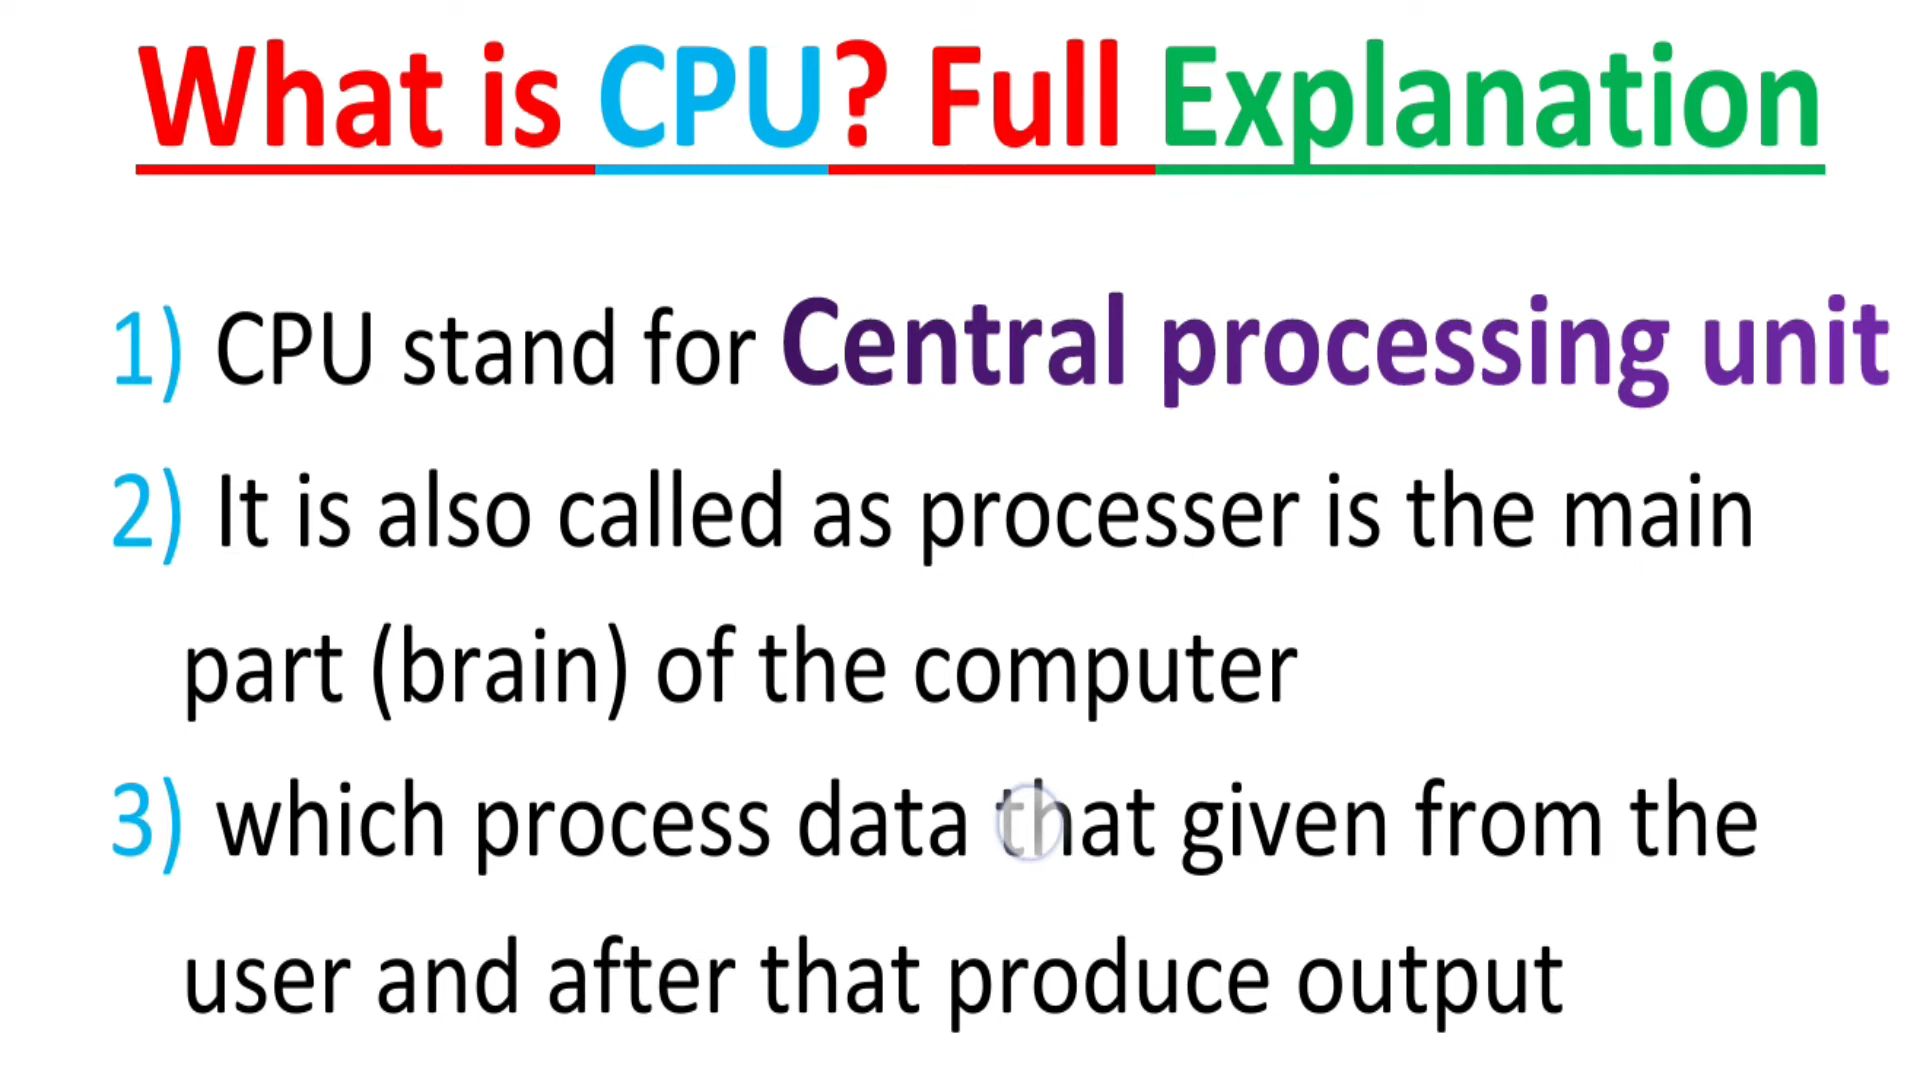 What is CPU? Full Explanation
1) CPU stand for Central processing unit
2) It is also called as processer is the main
part (brain) of the computer
3) which process data that given from the
user and after that produce output